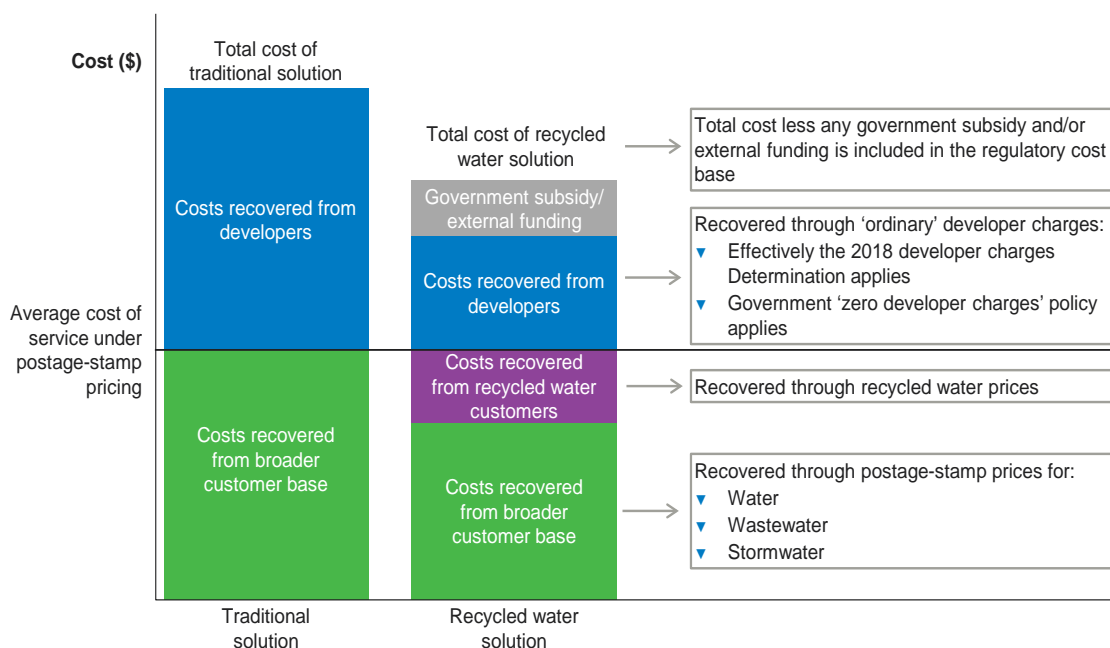 Cost ($)
Total cost of
traditional solution
Costs recovered from
developers
Costs recovered
from broader
customer base
Traditional
solution
Average cost of
service under
postage-stamp
pricing
Total cost of recycled
water solution
Government subsidy/
external funding
Costs recovered from
developers
Costs recovered
from recycled water
customers
Costs recovered
from broader
customer base
Recycled water
solution
Total cost less any government subsidy and/or
external funding is included in the regulatory cost
base
Recovered through ‘ordinary’ developer charges:
Effectively the 2018 developer charges
Determination applies
Government ‘zero developer charges’ policy
applies
Recovered through recycled water prices
Recovered through postage-stamp prices for:
Water
Wastewater
Stormwater